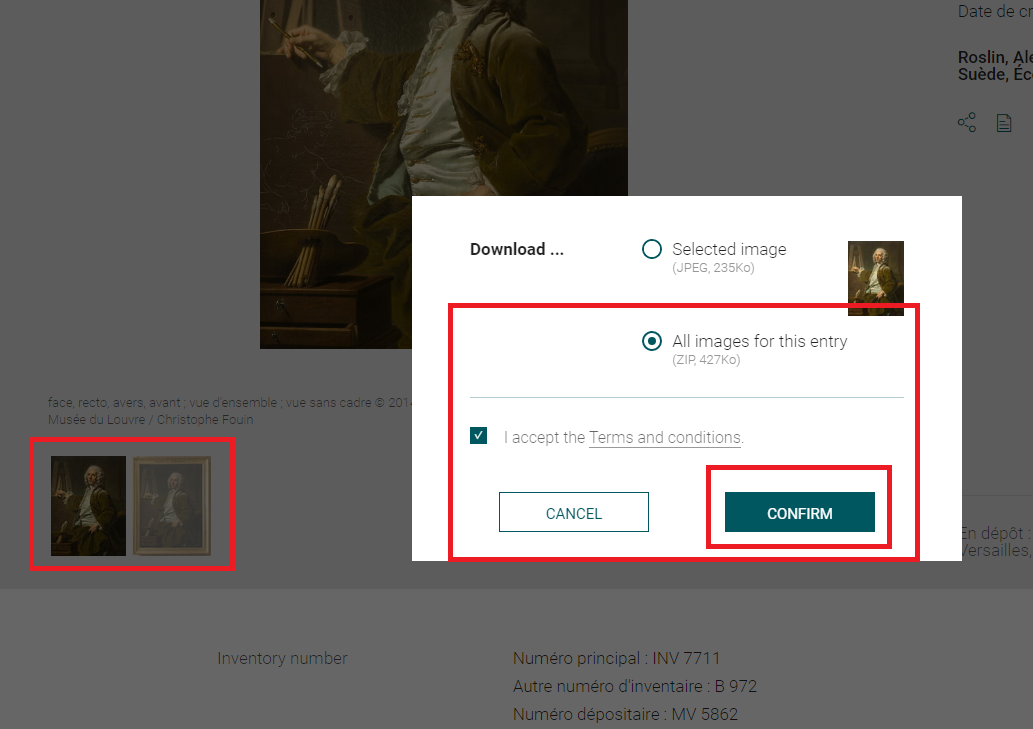 Date de cr
Roslin, Ale
Suède, Éc
Download ...
Selected image
(JPEG, 235Ko)
All images for this entry
(ZIP, 427Ko)
I accept the Terms and conditions.
CANCEL
CONFIRM
face, recto, avers, avant ; vue d'ensemble ; vue sans cadre © 2014
Musée du Louvre / Christophe Fouin
En dépôt :
Versailles,
Inventory number
Numéro principal : INV 7711
Autre numéro d'inventaire : B 972
Numéro dépositaire : MV 5862